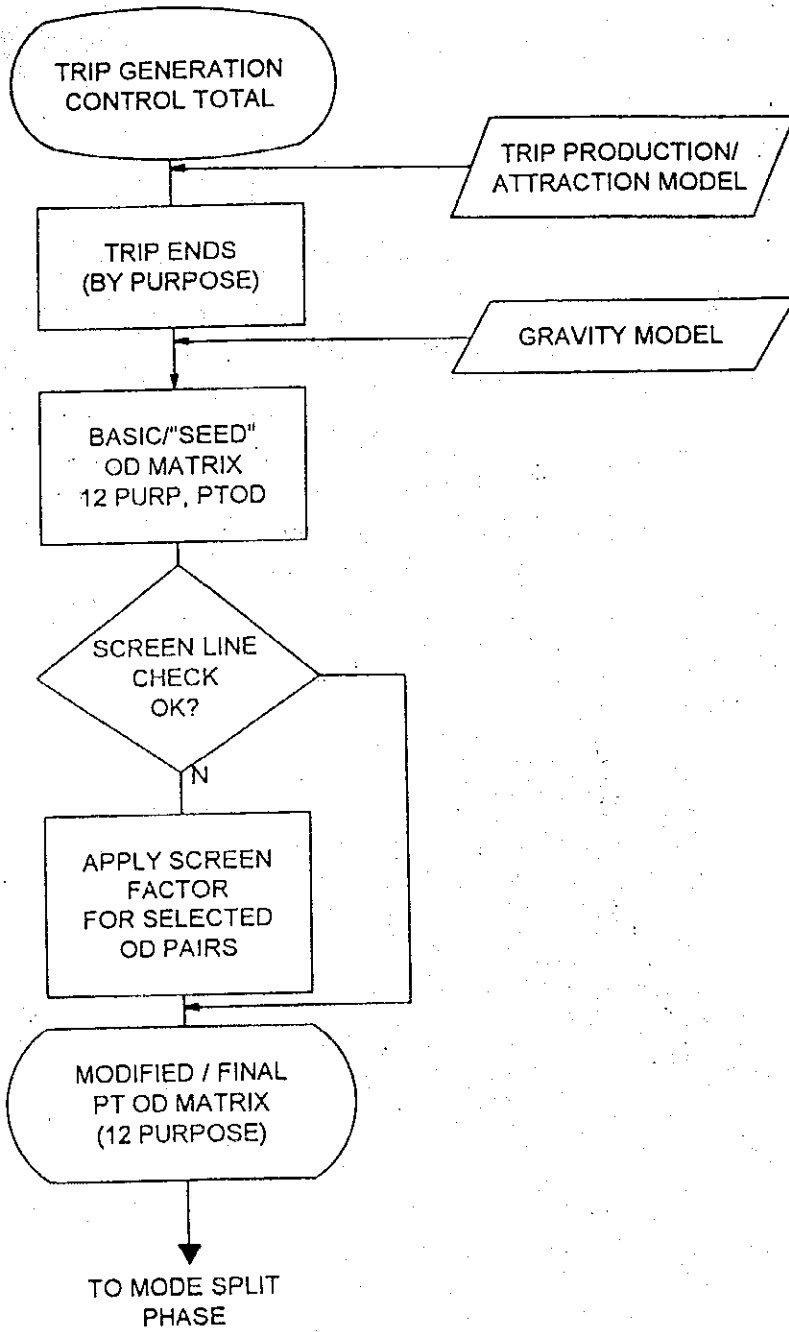 TRIP GENERATION
CONTROL TOTAL
TRIP PRODUCTION/
ATTRACTION MODEL
TRIP ENDS
(BY PURPOSE)
GRAVITY MODEL
BASIC/"SEED"
OD MATRIX
12 PURP, PTOD
SCREEN LINE
CHECK
OK?
N
APPLY SCREEN
FACTOR
FOR SELECTED
OD PAIRS
MODIFIED / FINAL
PT OD MATRIX
(12 PURPOSE)
TO MODE SPLIT
PHASE